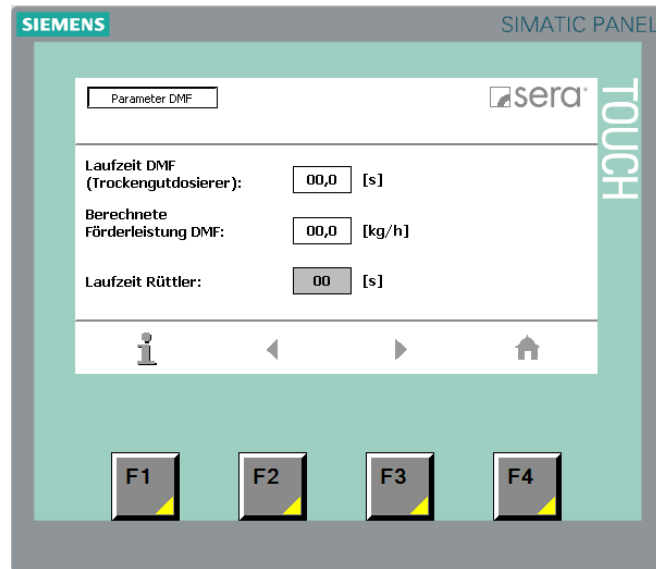 SIEMENS
SIMATIC PANEL
TOUCH
Parameter DMF
sera
Laufzeit DMF
(Trockengutdosierer): 00,0 [s]
Berechnete
Förderleistung DMF: 00,0 [kg/h]
Laufzeit Rüttler: 00 [s]
F1 F2 F3 F4